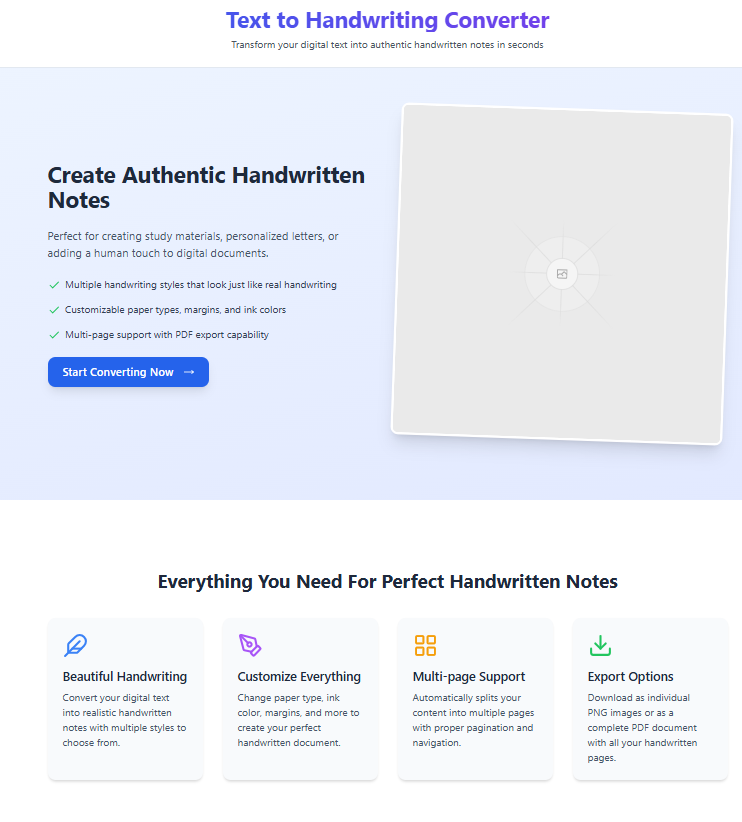 Text to Handwriting Converter
Transform your digital text into authentic handwritten notes in seconds
Create Authentic Handwritten
Notes
Perfect for creating study materials, personalized letters, or
adding a human touch to digital documents.
Multiple handwriting styles that look just like real handwriting
Customizable paper types, margins, and ink colors
Multi-page support with PDF export capability
Start Converting Now →
Everything You Need For Perfect Handwritten Notes
Beautiful Handwriting
Convert your digital text
into realistic handwritten
notes with multiple styles to
choose from.
Customize Everything
Change paper type, ink
color, margins, and more to
create your perfect
handwritten document.
Multi-page Support
Automatically splits your
content into multiple pages
with proper pagination and
navigation.
Export Options
Download as individual
PNG images or as a
complete PDF document
with all your handwritten
pages.